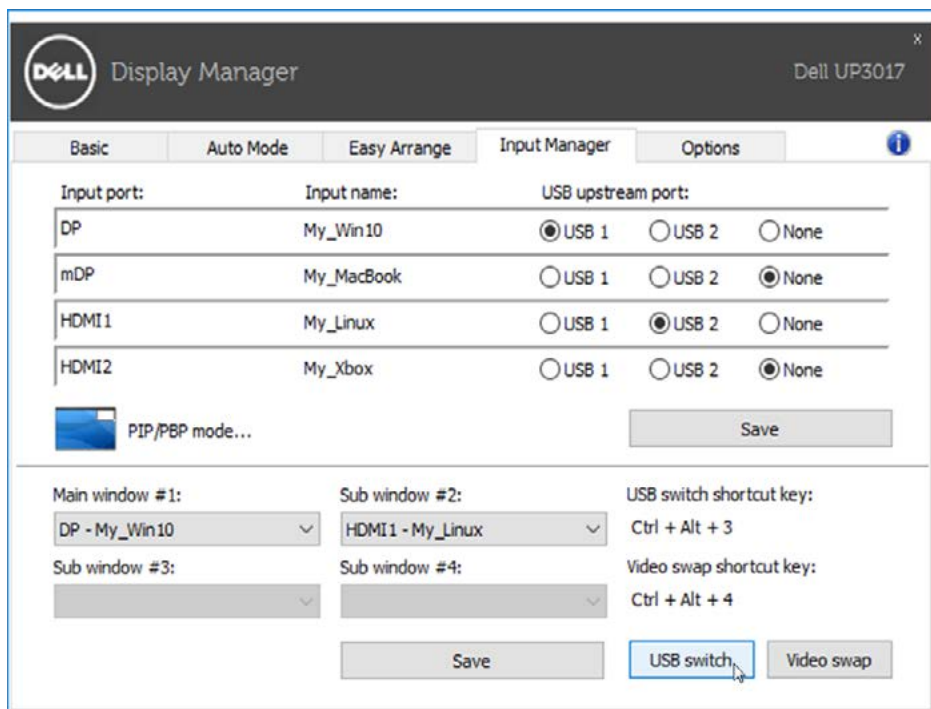 DELL Display Manager Dell UP3017 x
Basic Auto Mode Easy Arrange Input Manager Options i
Input port: Input name: USB upstream port:
DP My_Win10 USB 1 USB 2 None
mDP My_MacBook USB 1 USB 2 None
HDMI1 My_Linux USB 1 USB 2 None
HDMI2 My_Xbox USB 1 USB 2 None
PIP/PBP mode... Save
Main window #1: Sub window #2: USB switch shortcut key:
DP - My_Win10 HDMI1 - My_Linux Ctrl + Alt + 3
Sub window #3: Sub window #4: Video swap shortcut key:
Ctrl + Alt + 4
Save USB switch Video swap